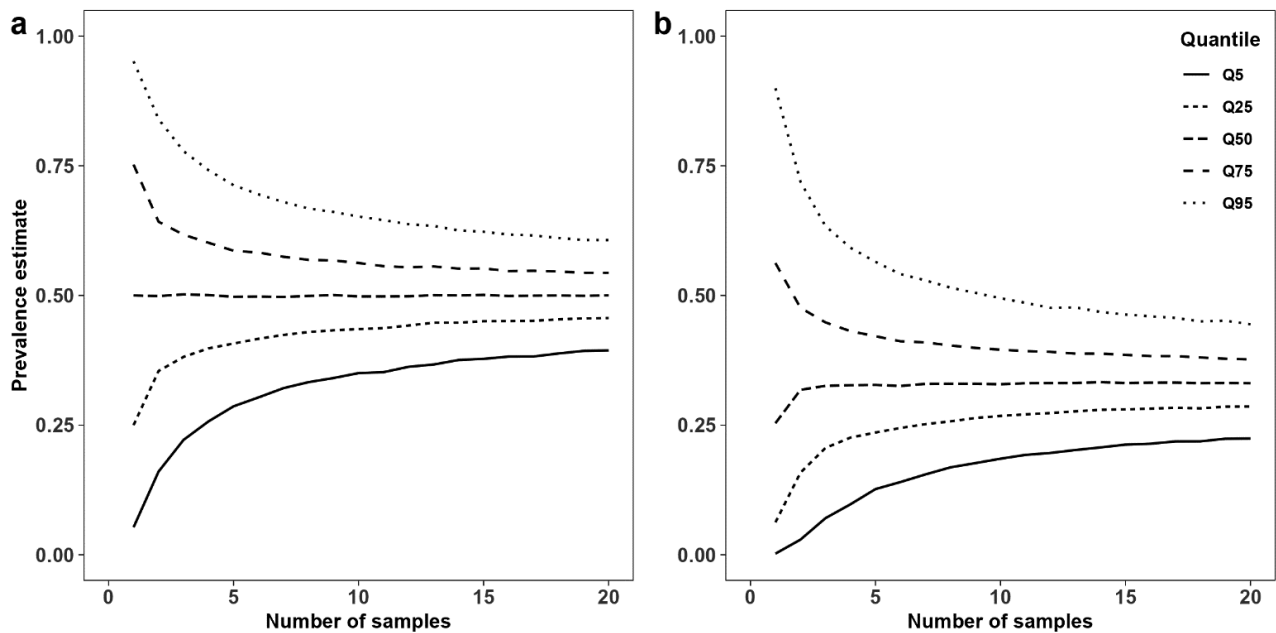 a
Prevalence estimate
1.00
0.75
0.50
0.25
0.00
0 5 10 15 20
Number of samples
b
1.00
0.75
0.50
0.25
0.00
0 5 10 15 20
Number of samples
Quantile
Q5
Q25
Q50
Q75
Q95